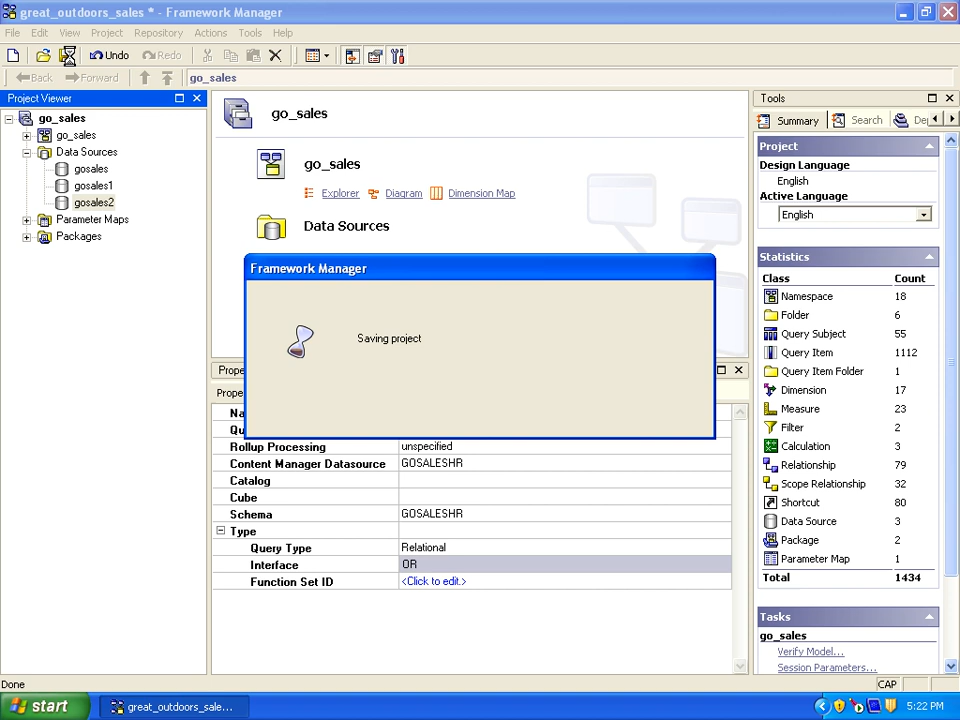 great_outdoors_sales * - Framework Manager
File Edit View Project Repository Actions Tools Help
Undo Redo
Back Forward go_sales
Project Viewer
go_sales
go_sales
Data Sources
gosales
gosales1
gosales2
Parameter Maps
Packages
go_sales
go_sales
Explorer Diagram Dimension Map
Data Sources
Framework Manager
Saving project
Rollup Processing unspecified
Content Manager Datasource GOSALESHR
Catalog
Cube
Schema GOSALESHR
Type
Query Type Relational
Interface OR
Function Set ID <Click to edit.>
Tools
Summary Search
Project
Design Language
English
Active Language
English
Statistics
Class Count
Namespace 18
Folder 6
Query Subject 55
Query Item 1112
Query Item Folder 1
Dimension 17
Measure 23
Filter 2
Calculation 3
Relationship 79
Scope Relationship 32
Shortcut 80
Data Source 3
Package 2
Parameter Map 1
Total 1434
Tasks
go_sales
Verify Model...
Session Parameters...
Done CAP
start great_outdoors_sale... 5:22 PM